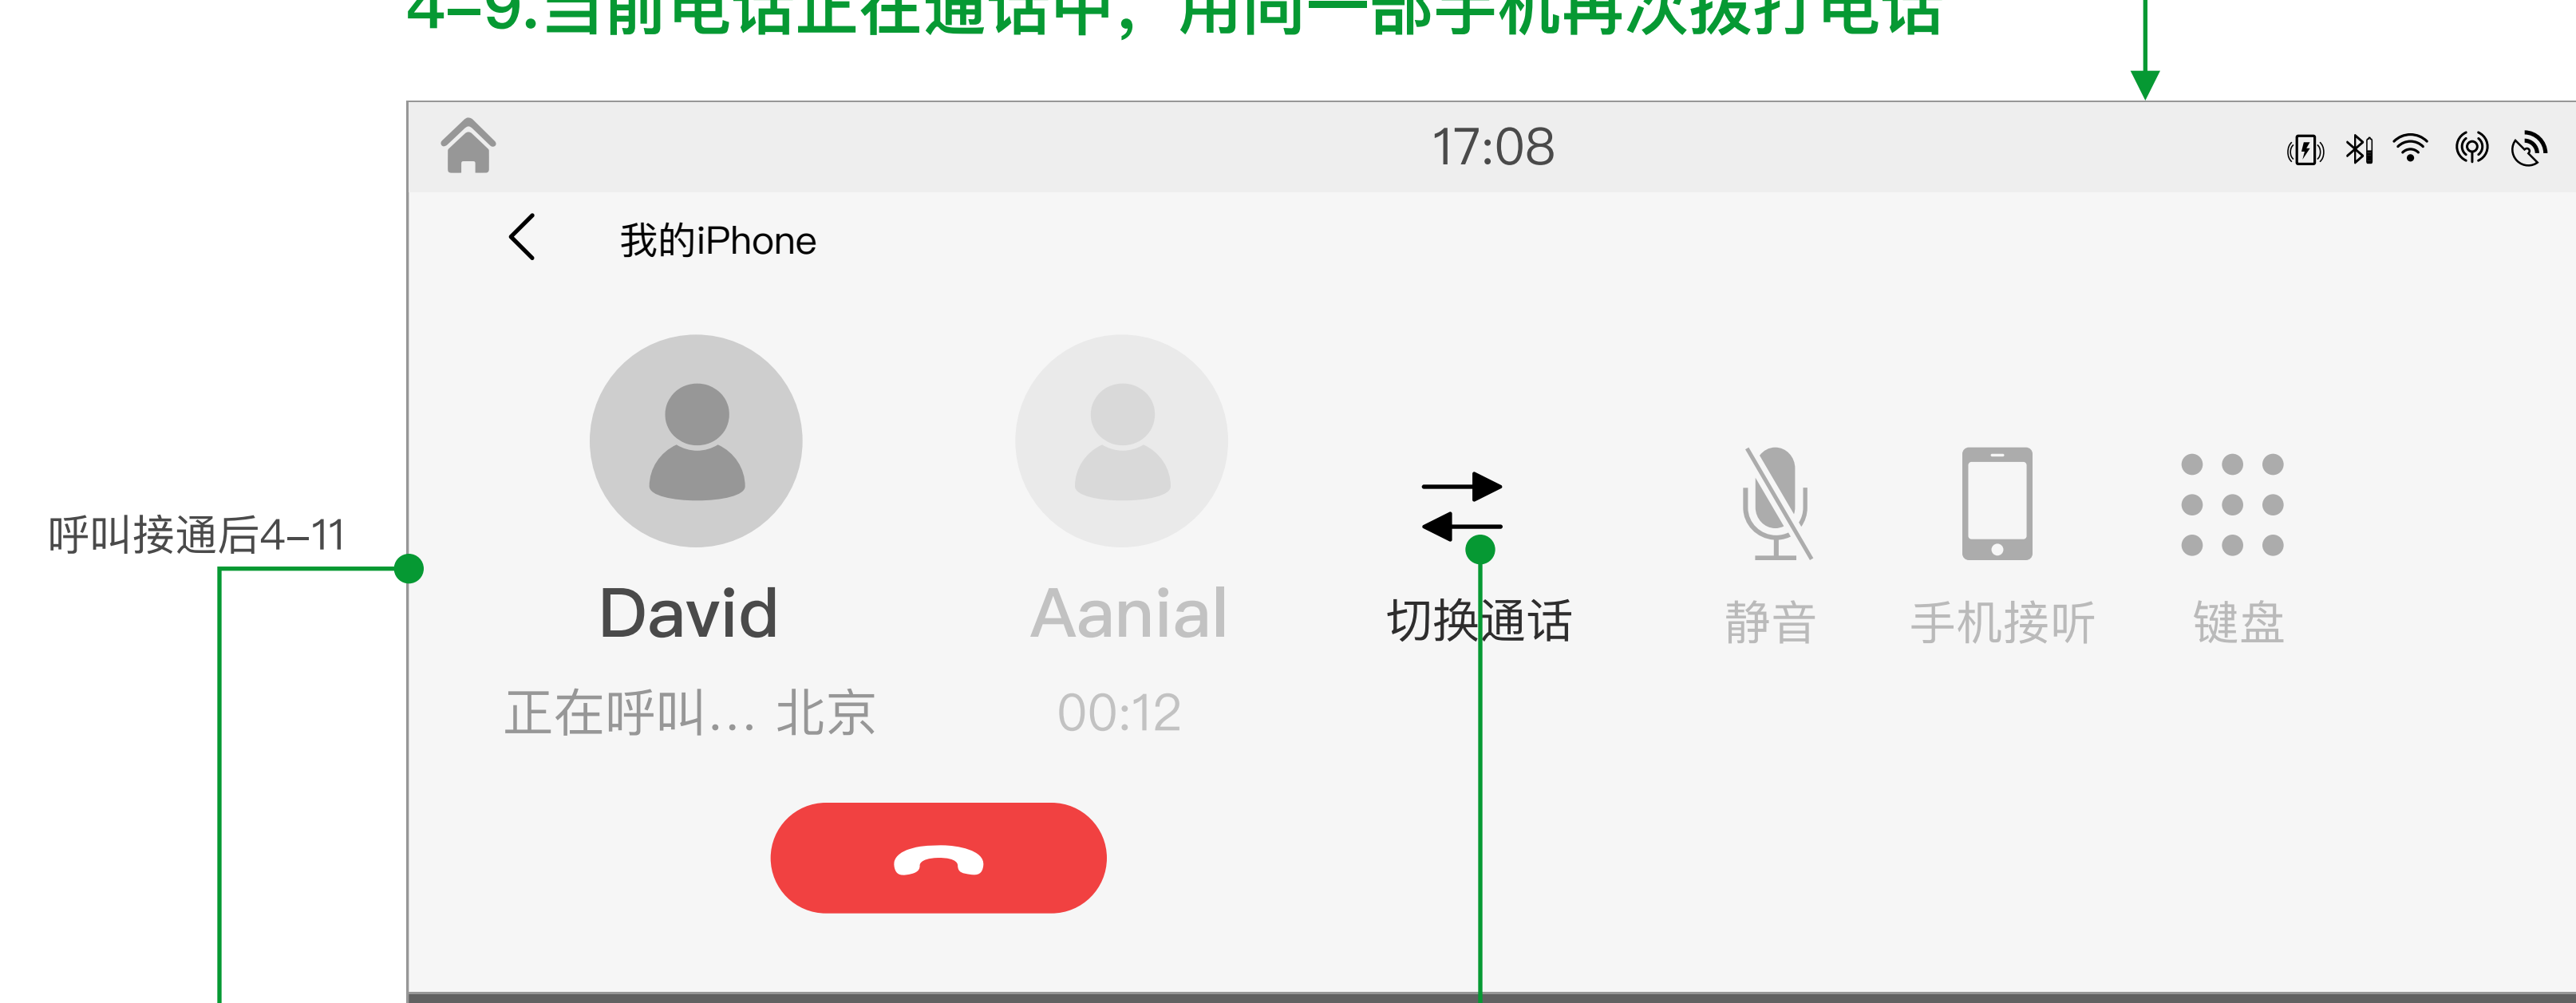 4-9.当前电话正在通话中，用同一部手机再次拨打电话
17:08
我的iPhone
呼叫接通后4-11
David
Aanial
切换通话
静音
手机接听
键盘
正在呼叫... 北京
00:12